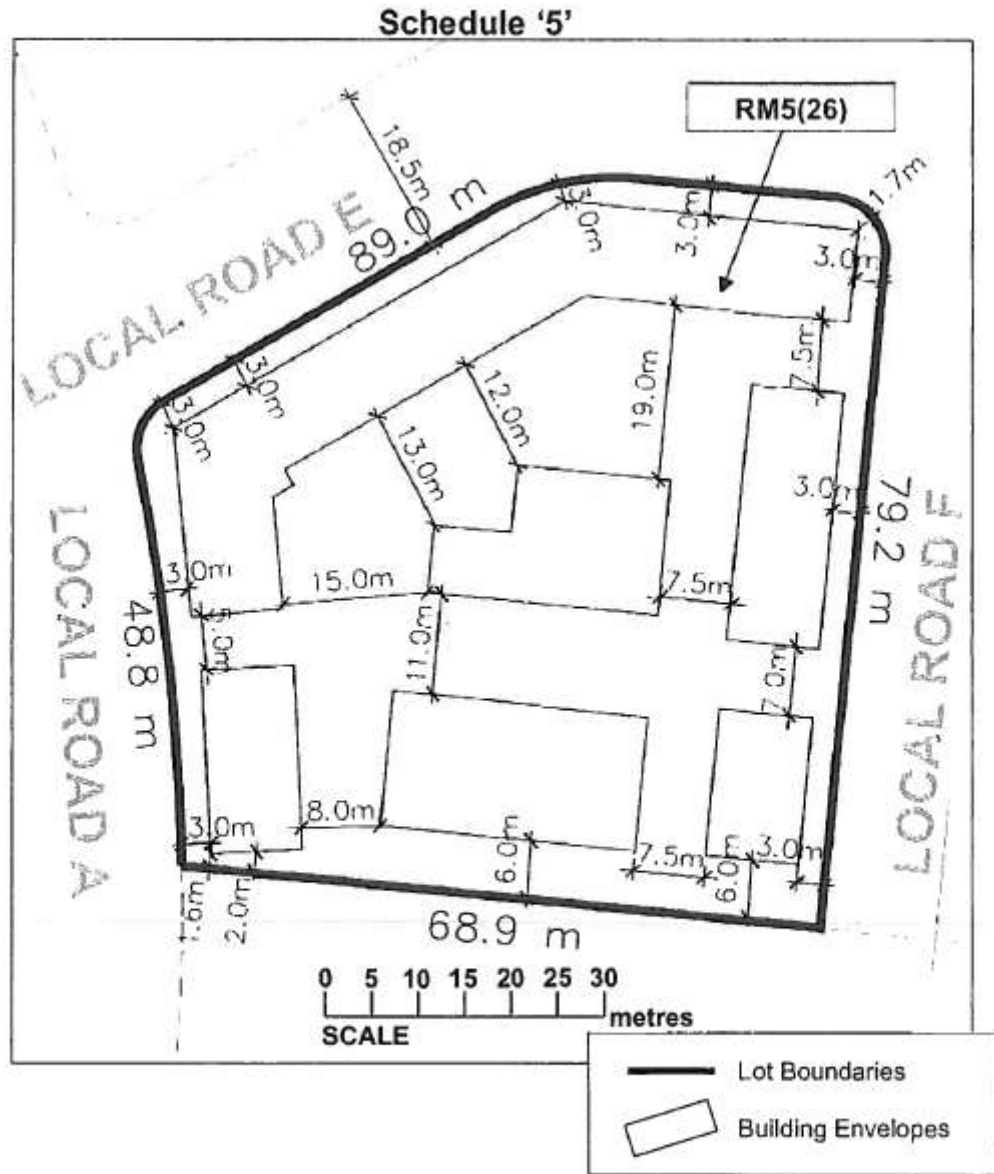 Schedule '5'
RM5(26)
18.5m
1.7m
LOCAL ROAD E
89.0 m
3.0m
3.0m
3.0m
3.0m
3.0m
7.5m
12.0m
19.0m
13.0m
3.0m
79.2 m
LOCAL ROAD F
LOCAL ROAD A
48.8 m
3.0m
15.0m
7.5m
11.0m
7.0m
8.0m
3.0m
2.0m
6.0m
7.5m
6.0m
3.0m
68.9 m
0 5 10 15 20 25 30
metres
SCALE
Lot Boundaries
Building Envelopes